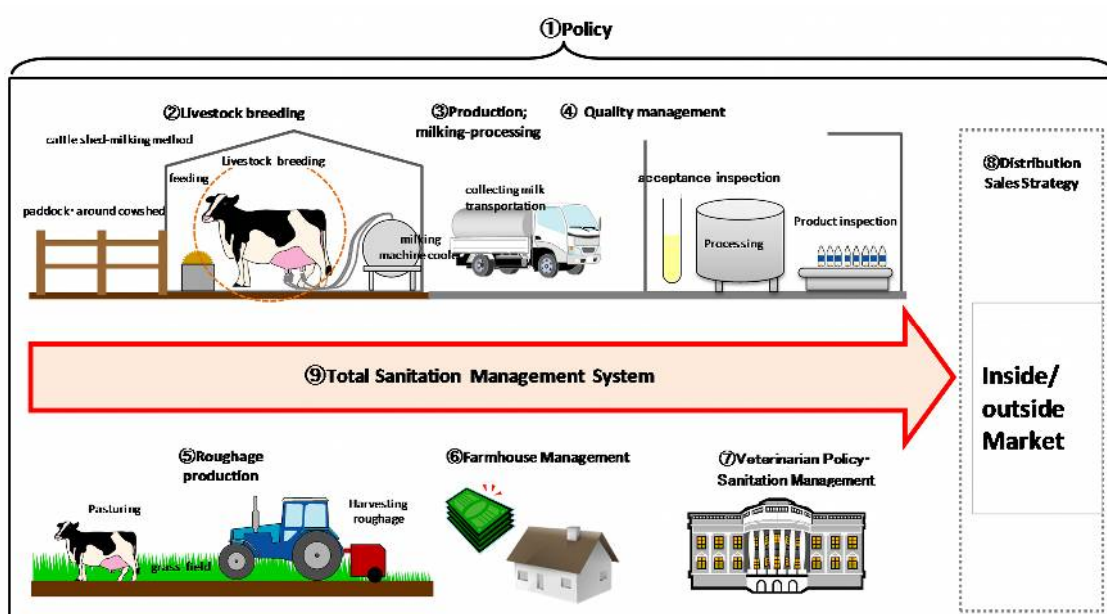 ①Policy
②Livestock breeding
③Production;
milking-processing
④ Quality management
cattle shed-milking method
Livestock breeding
feeding
paddock・around cowshed
milking
machine cooler
collecting milk
transportation
acceptance inspection
Processing
Product inspection
⑧Distribution
Sales Strategy
⑨Total Sanitation Management System
Inside/
outside
Market
⑤Roughage
production
Pasturing
grass field
Harvesting
roughage
⑥Farmhouse Management
⑦Veterinarian Policy・
Sanitation Management